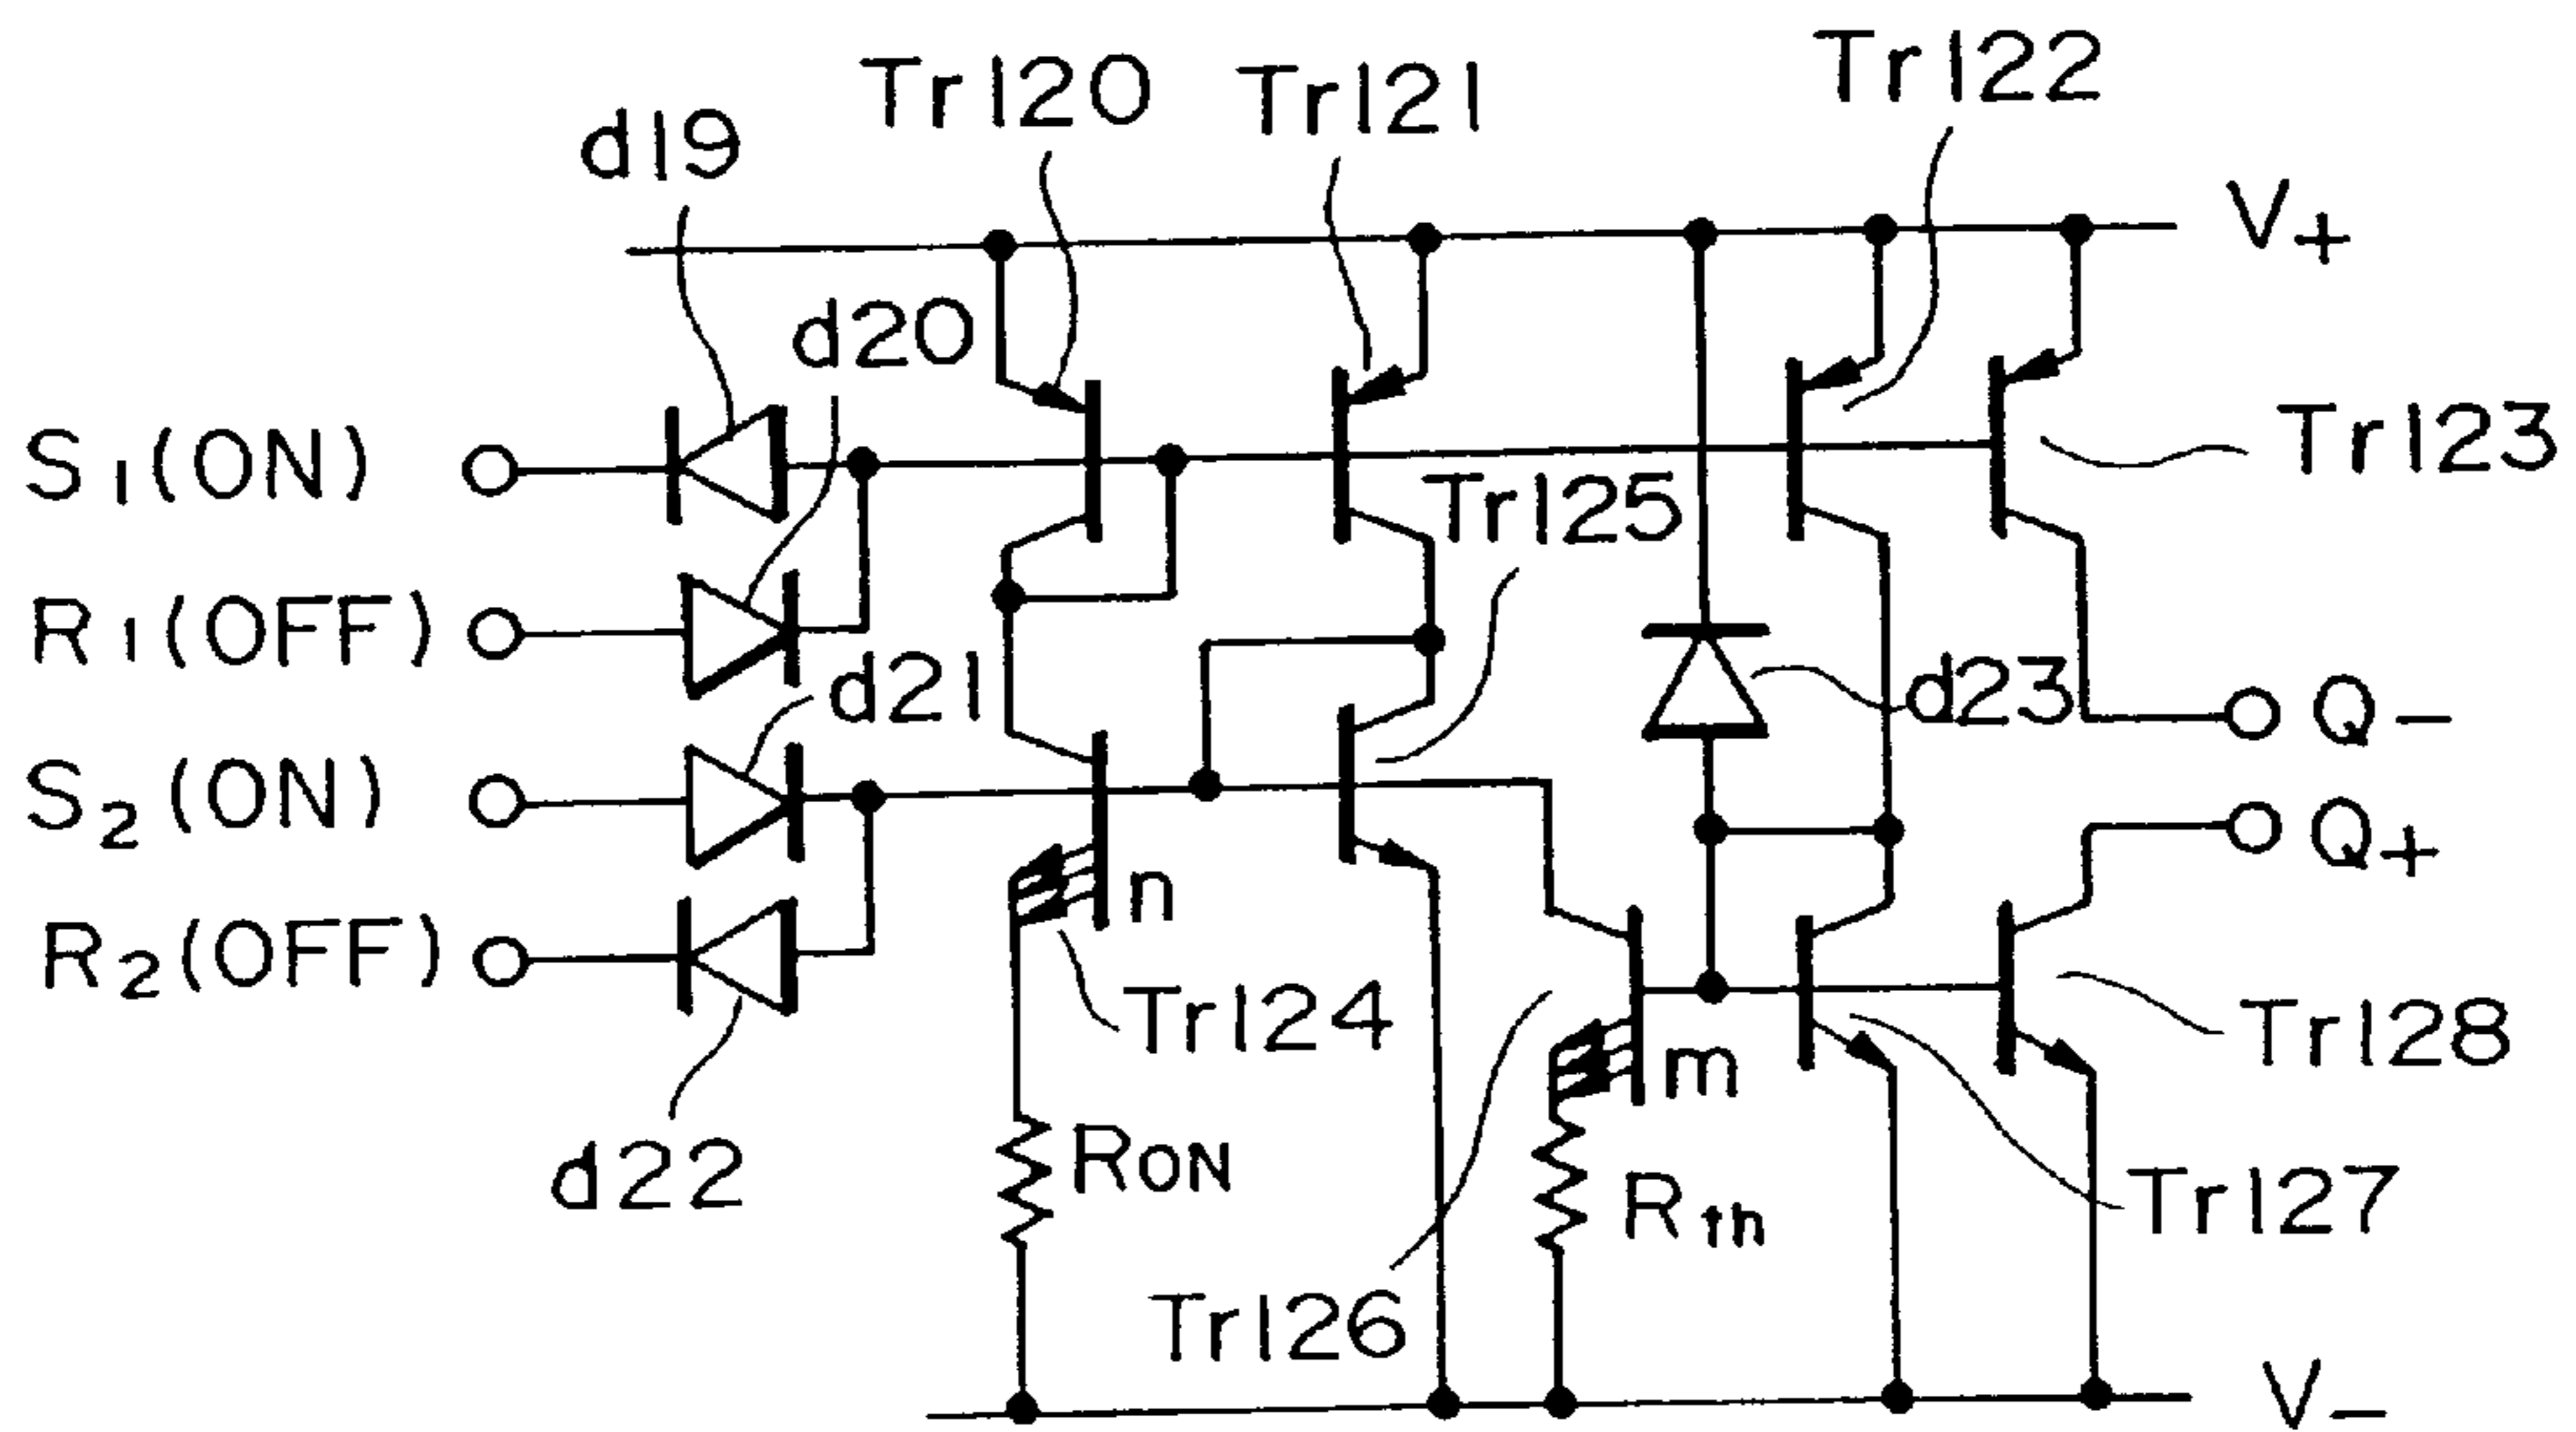 Tr122
Tr120
Tr121
d19
V+
d20
S1(ON)
Tr123
Tr125
R1(OFF)
d21
d23
Q-
S2(ON)
Q+
n
R2(OFF)
Tr124
Tr128
m
RON
d22
Rth
Tr127
Tr126
V-